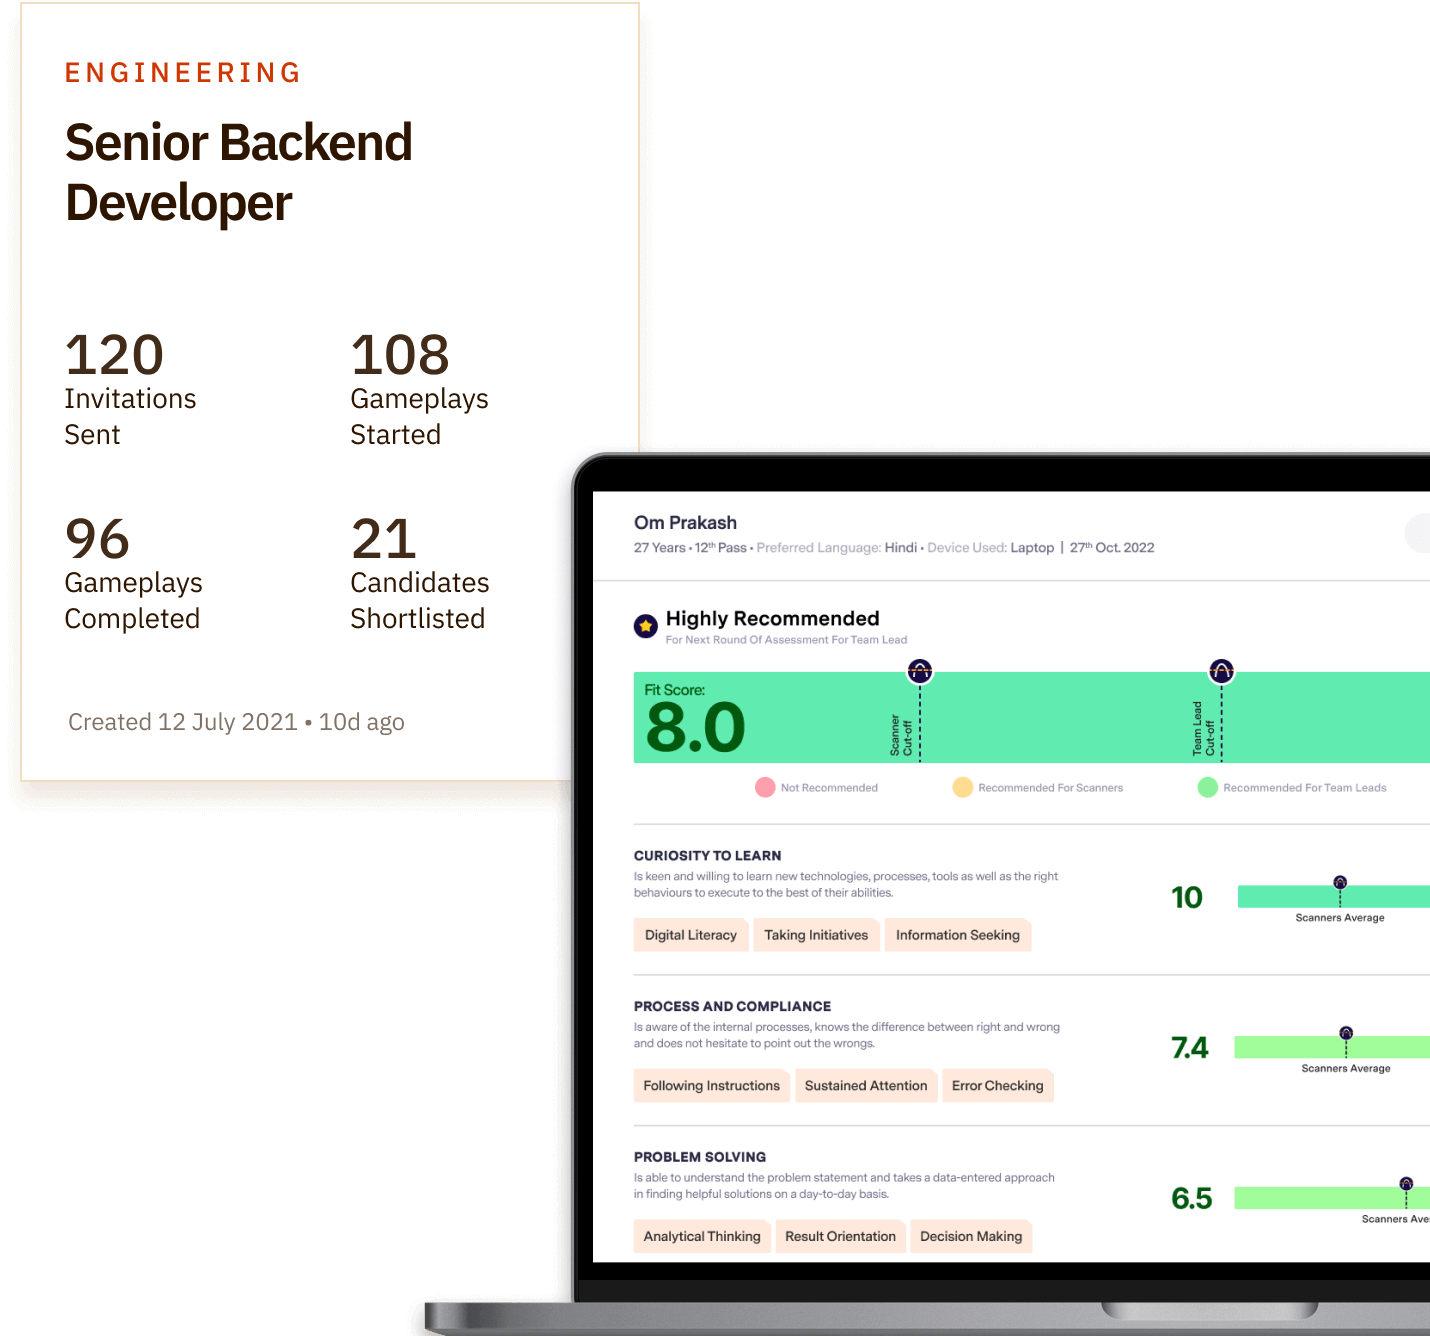 ENGINEERING
Senior Backend
Developer
120
Invitations
Sent
108
Gameplays
Started
96
Gameplays
Completed
21
Candidates
Shortlisted
Created 12 July 2021 • 10d ago
Om Prakash
27 Years • 12th Pass • Preferred Language: Hindi • Device Used: Laptop | 27th Oct. 2022
Highly Recommended
For Next Round Of Assessment For Team Lead
Fit Score:
8.0
Scanner
Cut-off
Team Lead
Cut-off
Not Recommended
Recommended For Scanners
Recommended For Team Leads
CURIOSITY TO LEARN
Is keen and willing to learn new technologies, processes, tools as well as the right
behaviours to execute to the best of their abilities.
10
Scanners Average
Digital Literacy
Taking Initiatives
Information Seeking
PROCESS AND COMPLIANCE
Is aware of the internal processes, knows the difference between right and wrong
and does not hesitate to point out the wrongs.
7.4
Scanners Average
Following Instructions
Sustained Attention
Error Checking
PROBLEM SOLVING
Is able to understand the problem statement and takes a data-entered approach
in finding helpful solutions on a day-to-day basis.
6.5
Scanners Ave
Analytical Thinking
Result Orientation
Decision Making